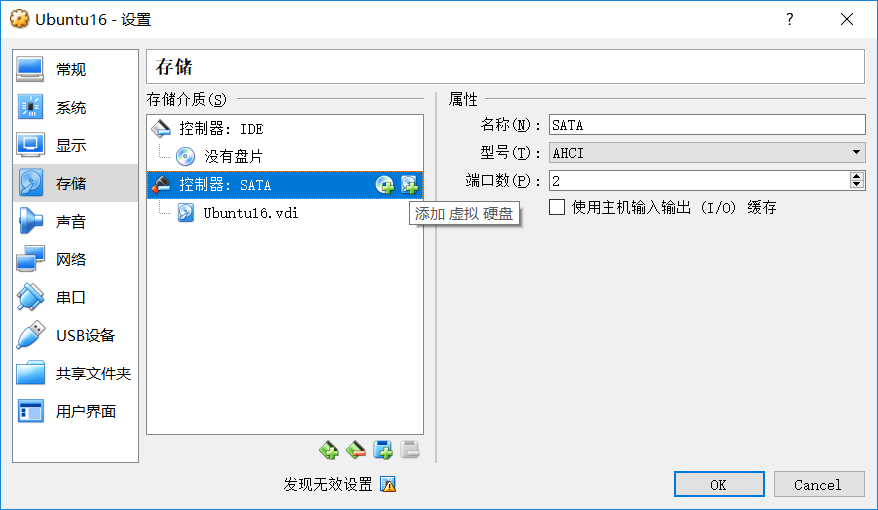 Ubuntu16 - 设置
?
常规
系统
显示
存储
声音
网络
串口
USB设备
共享文件夹
用户界面
存储
存储介质(S)
控制器: IDE
没有盘片
控制器: SATA
Ubuntu16.vdi
添加 虚拟 硬盘
属性
名称(N): SATA
型号(T): AHCI
端口数(P): 2
使用主机输入输出 (I/O) 缓存
发现无效设置
OK
Cancel